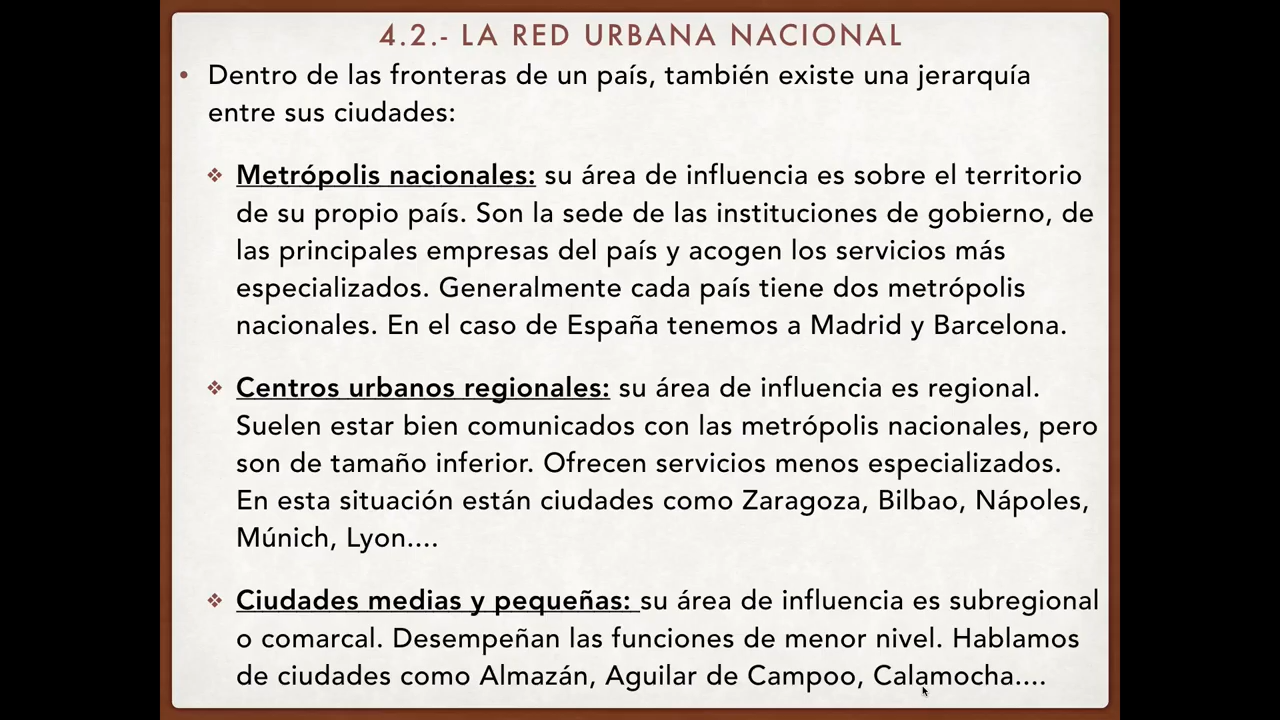 4.2.- LA RED URBANA NACIONAL
• Dentro de las fronteras de un país, también existe una jerarquía
entre sus ciudades:
❖ Metrópolis nacionales: su área de influencia es sobre el territorio
de su propio país. Son la sede de las instituciones de gobierno, de
las principales empresas del país y acogen los servicios más
especializados. Generalmente cada país tiene dos metrópolis
nacionales. En el caso de España tenemos a Madrid y Barcelona.
❖ Centros urbanos regionales: su área de influencia es regional.
Suelen estar bien comunicados con las metrópolis nacionales, pero
son de tamaño inferior. Ofrecen servicios menos especializados.
En esta situación están ciudades como Zaragoza, Bilbao, Nápoles,
Múnich, Lyon....
❖ Ciudades medias y pequeñas: su área de influencia es subregional
o comarcal. Desempeñan las funciones de menor nivel. Hablamos
de ciudades como Almazán, Aguilar de Campoo, Calamocha....